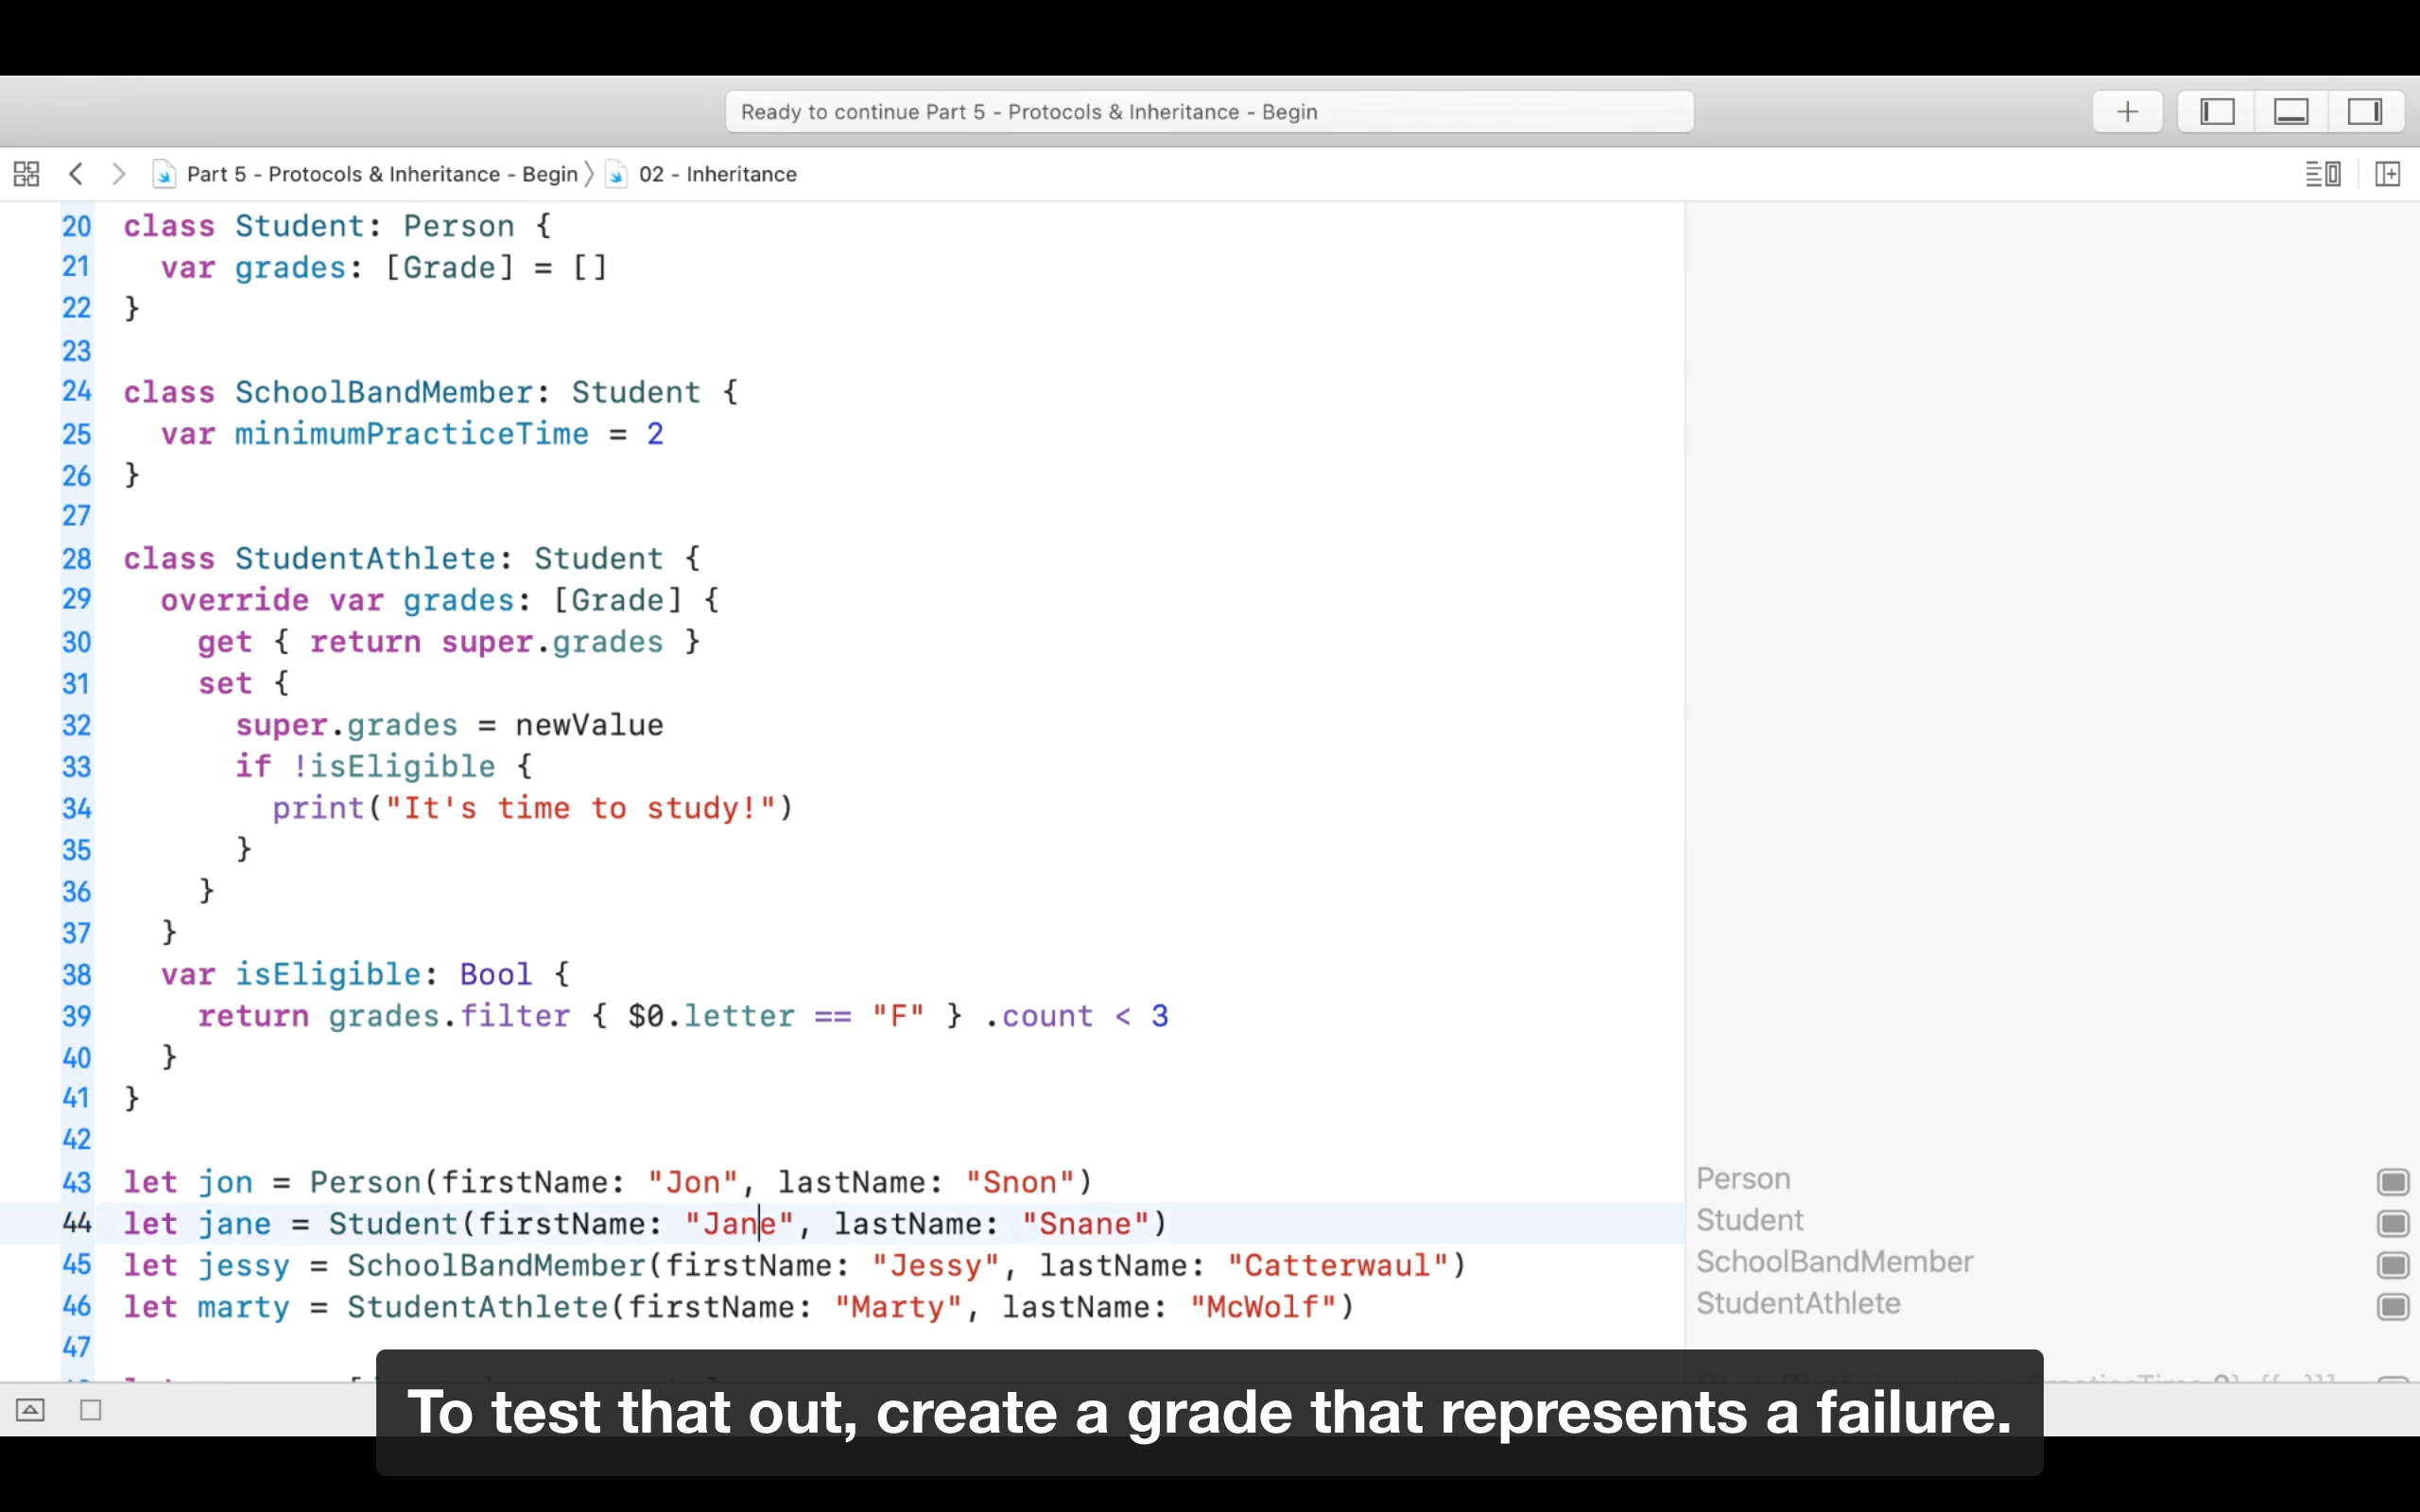 Ready to continue Part 5 - Protocols & Inheritance - Begin
Part 5 - Protocols & Inheritance - Begin 〉 02 - Inheritance
20 class Student: Person {
21   var grades: [Grade] = []
22 }
23
24 class SchoolBandMember: Student {
25   var minimumPracticeTime = 2
26 }
27
28 class StudentAthlete: Student {
29   override var grades: [Grade] {
30     get { return super.grades }
31     set {
32       super.grades = newValue
33       if !isEligible {
34         print("It's time to study!")
35       }
36     }
37   }
38   var isEligible: Bool {
39     return grades.filter { $0.letter == "F" } .count < 3
40   }
41 }
42
43 let jon = Person(firstName: "Jon", lastName: "Snon") Person
44 let jane = Student(firstName: "Jane", lastName: "Snane") Student
45 let jessy = SchoolBandMember(firstName: "Jessy", lastName: "Catterwaul") SchoolBandMember
46 let marty = StudentAthlete(firstName: "Marty", lastName: "McWolf") StudentAthlete
47
To test that out, create a grade that represents a failure.